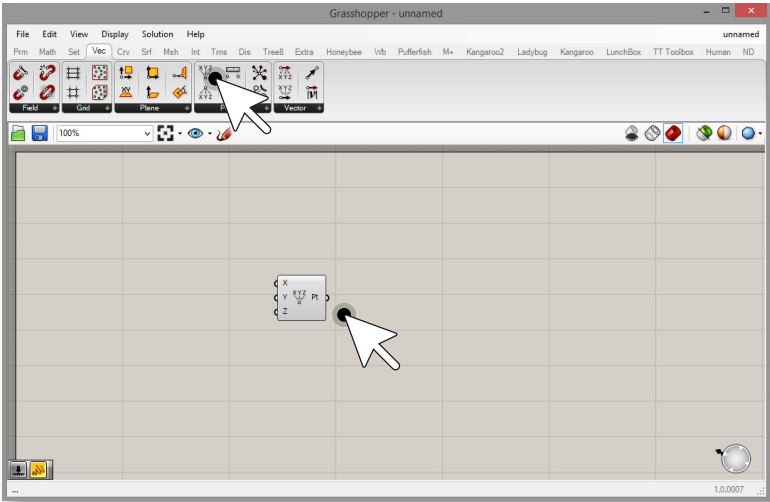 Grasshopper - unnamed
File Edit View Display Solution Help unnamed
Prm Math Set Vec Crv Srf Msh Int Trns Dis Tree8 Extra Honeybee Wb Pufferfish M+ Kangaroo2 Ladybug Kangaroo LunchBox TT Toolbox Human ND
Field + Grid + Plane + + Vector +
100%
X
Y XYZ Pt
Z
...
1.0.0007